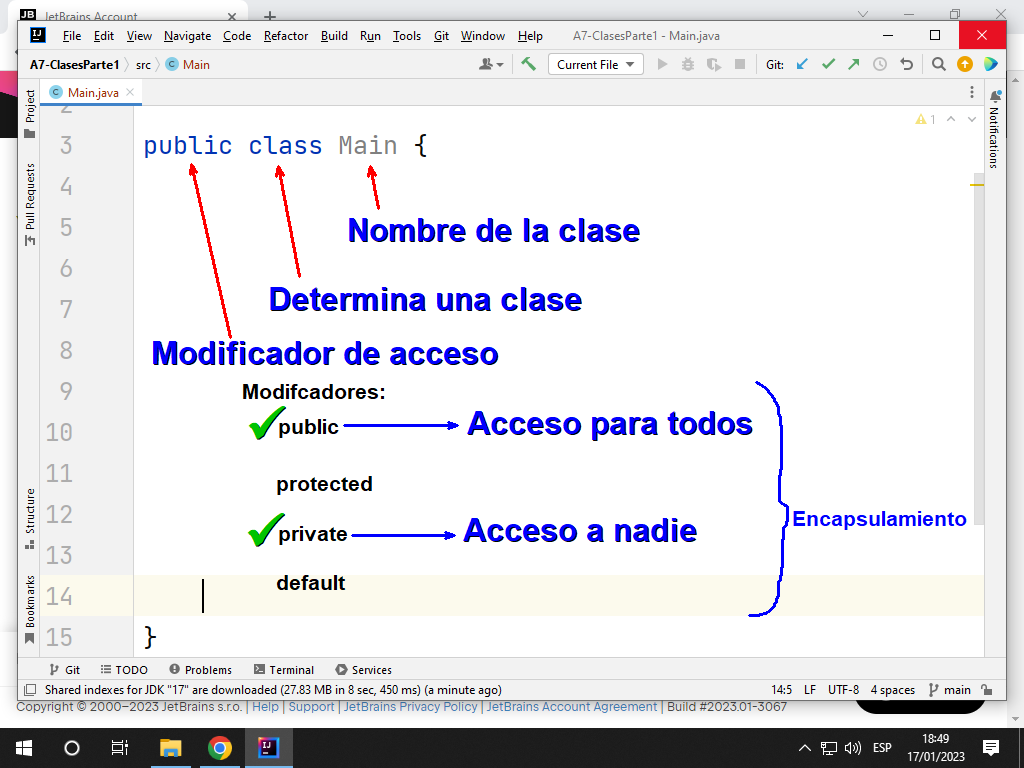 JB JetBrains Account
File Edit View Navigate Code Refactor Build Run Tools Git Window Help A7-ClasesParte1 - Main.java
A7-ClasesParte1 src C Main Current File Git:
Project C Main.java
2
3 public class Main { 1
4
Notifications
Pull Requests
5 Nombre de la clase
6
7 Determina una clase
8 Modificador de acceso
9 Modifcadores:
10 public Acceso para todos
11
protected
12 Encapsulamiento
Structure
private Acceso a nadie
13
default
14
Bookmarks
15 }
Git TODO Problems Terminal Services
Shared indexes for JDK "17" are downloaded (27.83 MB in 8 sec, 450 ms) (a minute ago) 14:5 LF UTF-8 4 spaces main
Copyright © 2000–2023 JetBrains s.r.o. | Help | Support | JetBrains Privacy Policy | JetBrains Account Agreement | Build #2023.01-3067
ESP 18:49
17/01/2023